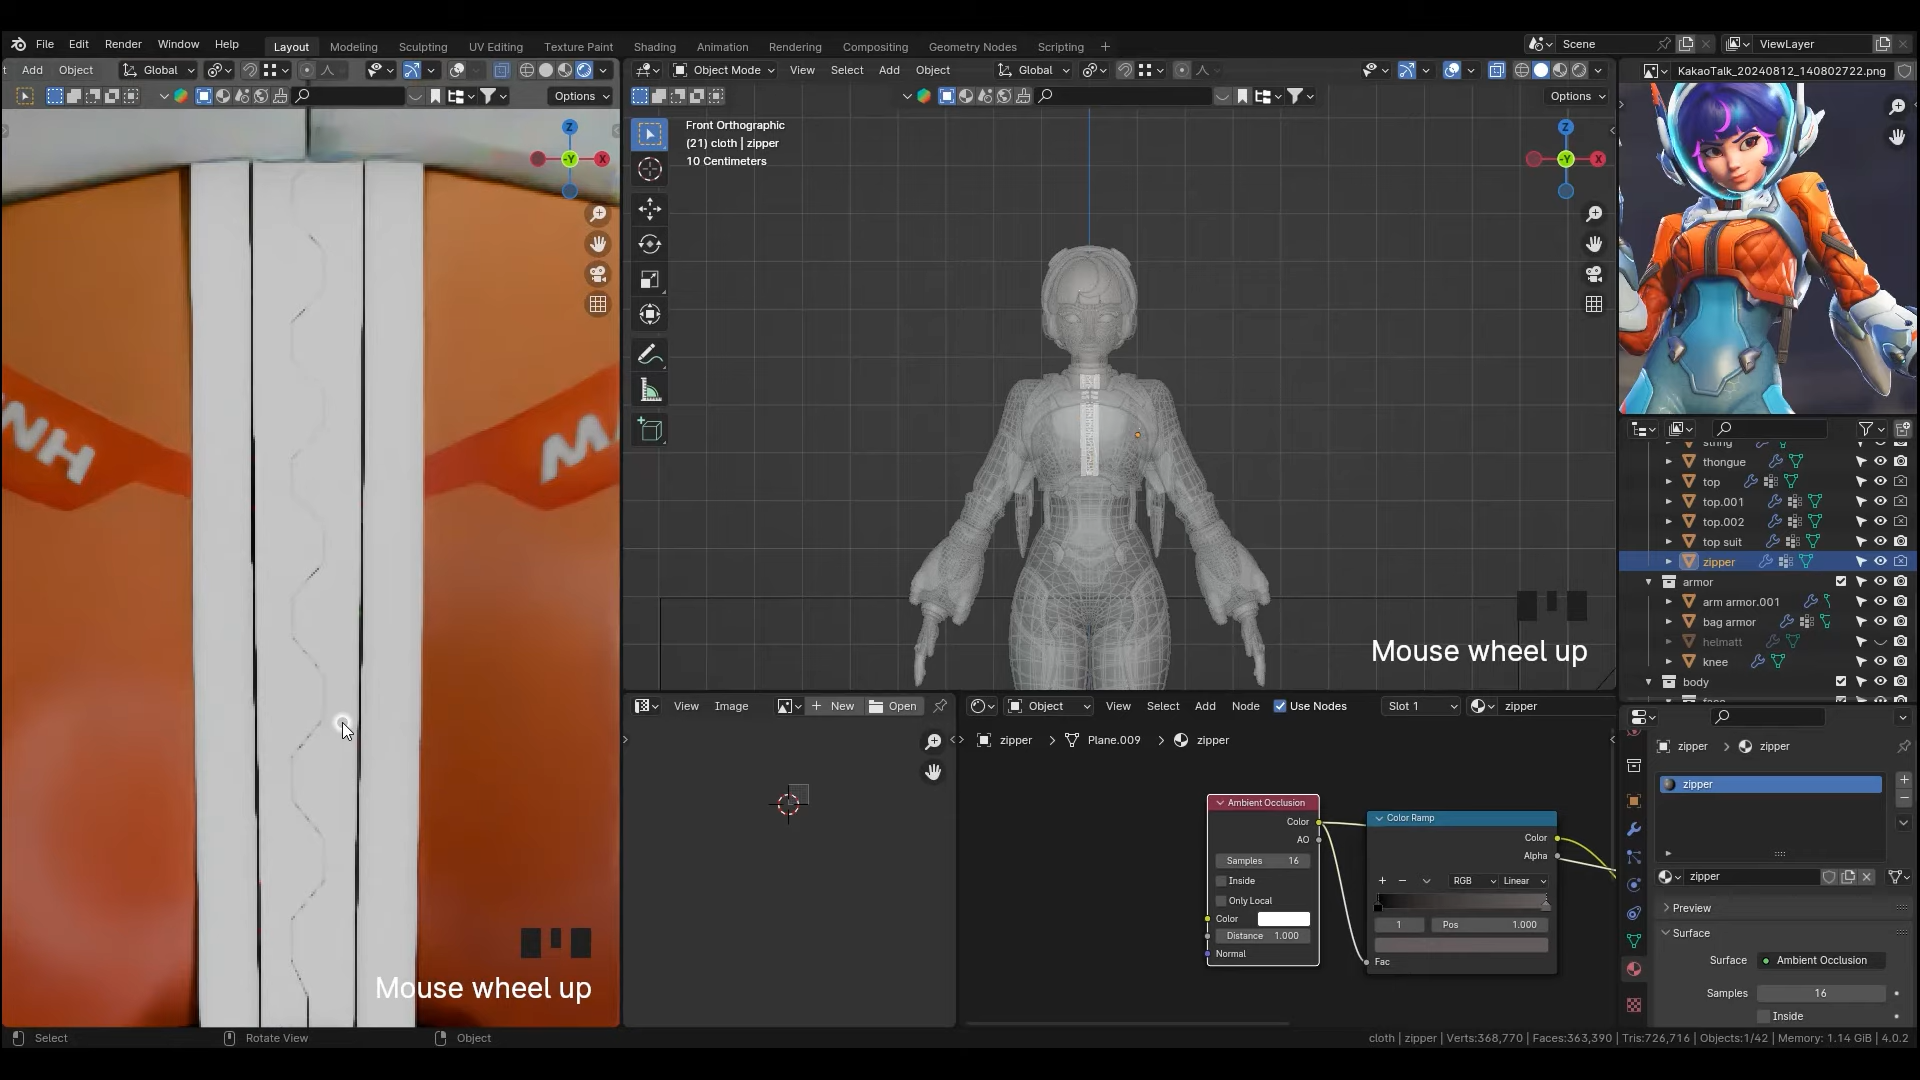 File Edit Render Window Help Layout Modeling Sculpting UV Editing Texture Paint Shading Animation Rendering Compositing Geometry Nodes Scripting + Scene ViewLayer
Add Object Global Object Mode View Select Add Object Global KakaoTalk_20240812_140802722.png
Options Options
Front Orthographic
(21) cloth | zipper
10 Centimeters
Z
-Y
X
Z
-Y
X
Mouse wheel up
Mouse wheel up
string
thongue
top
top.001
top.002
top suit
zipper
armor
arm armor.001
bag armor
helmatt
knee
body
View Image New Open
Object View Select Add Node Use Nodes Slot 1 zipper
zipper > Plane.009 > zipper
Ambient Occlusion
Color
AO
Samples 16
Inside
Only Local
Color
Distance 1.000
Normal
Color Ramp
Color
Alpha
+ − RGB Linear
1 Pos 1.000
Fac
zipper > zipper
zipper
zipper
Preview
Surface
Surface Ambient Occlusion
Samples 16
Inside
Select Rotate View Object
cloth | zipper | Verts:368,770 | Faces:363,390 | Tris:726,716 | Objects:1/42 | Memory: 1.14 GiB | 4.0.2